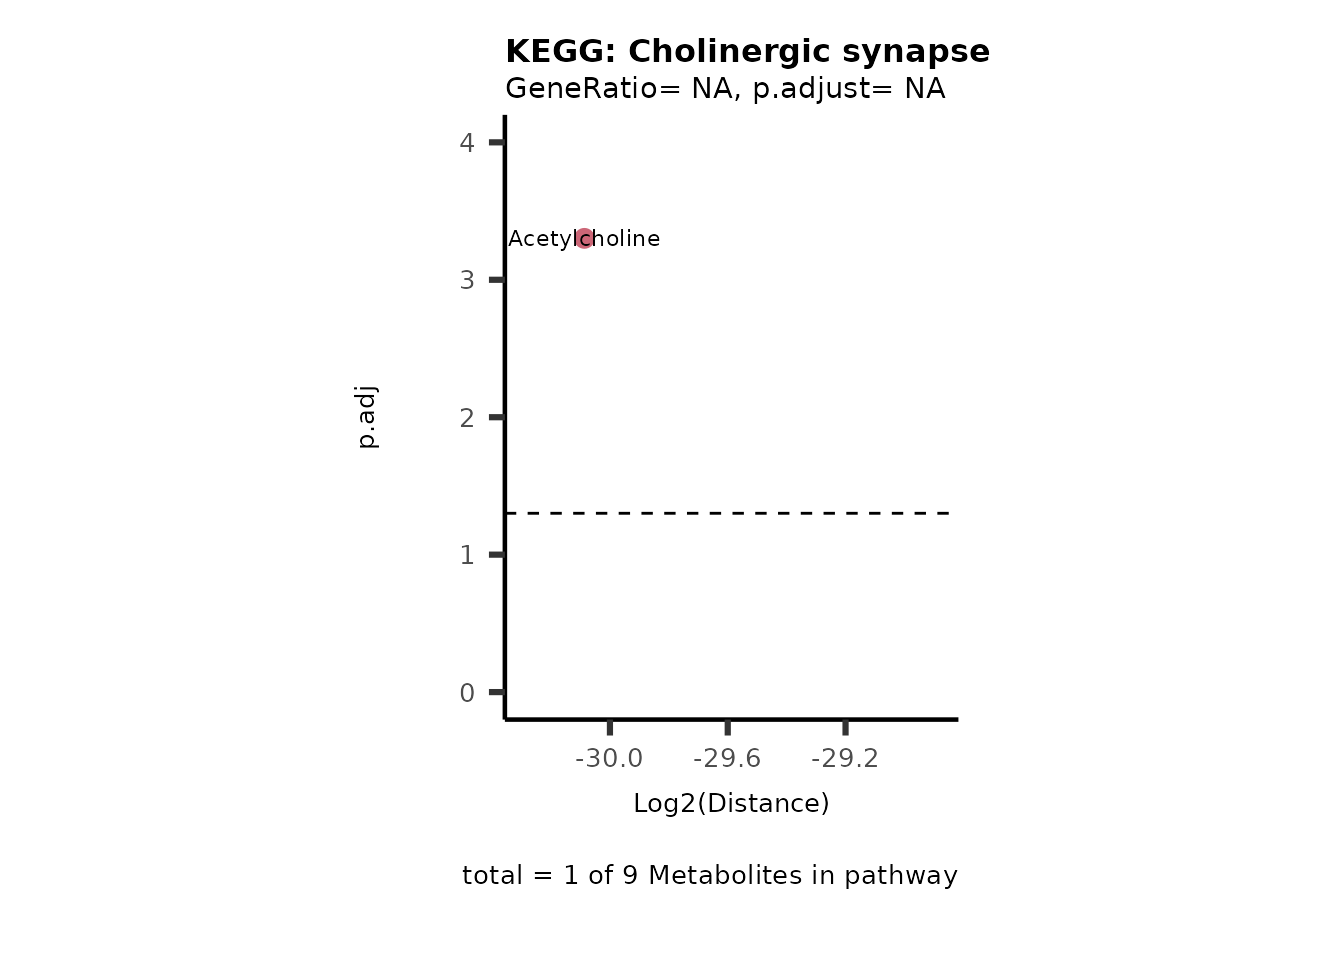 KEGG: Cholinergic synapse
GeneRatio= NA, p.adjust= NA
4
Acetylcholine
3
p.adj
2
1
0
-30.0 -29.6 -29.2
Log2(Distance)
total = 1 of 9 Metabolites in pathway